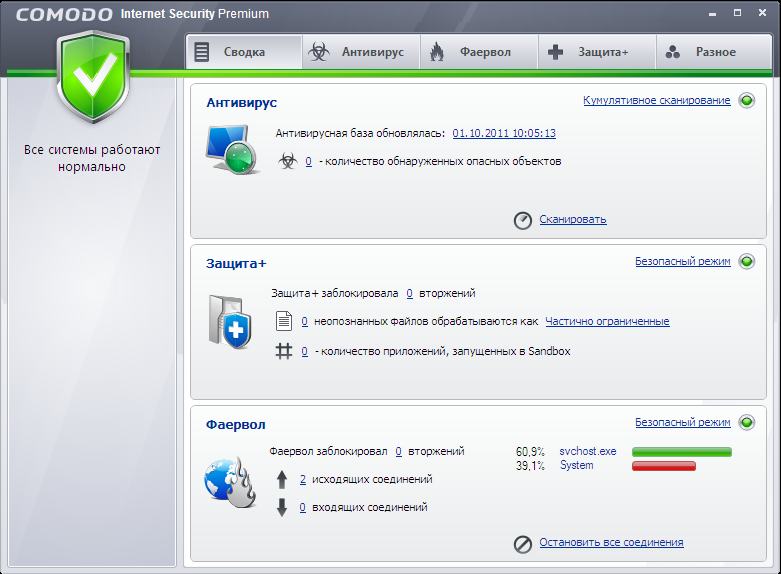 COMODO Internet Security Premium
Сводка Антивирус Фаервол Защита+ Разное
Все системы работают
нормально
Антивирус
Кумулятивное сканирование
Антивирусная база обновлялась: 01.10.2011 10:05:13
0 - количество обнаруженных опасных объектов
Сканировать
Защита+
Безопасный режим
Защита+ заблокировала 0 вторжений
0 неопознанных файлов обрабатываются как Частично ограниченные
0 - количество приложений, запущенных в Sandbox
Фаервол
Безопасный режим
Фаервол заблокировал 0 вторжений
2 исходящих соединений
0 входящих соединений
60,9% svchost.exe
39,1% System
Остановить все соединения